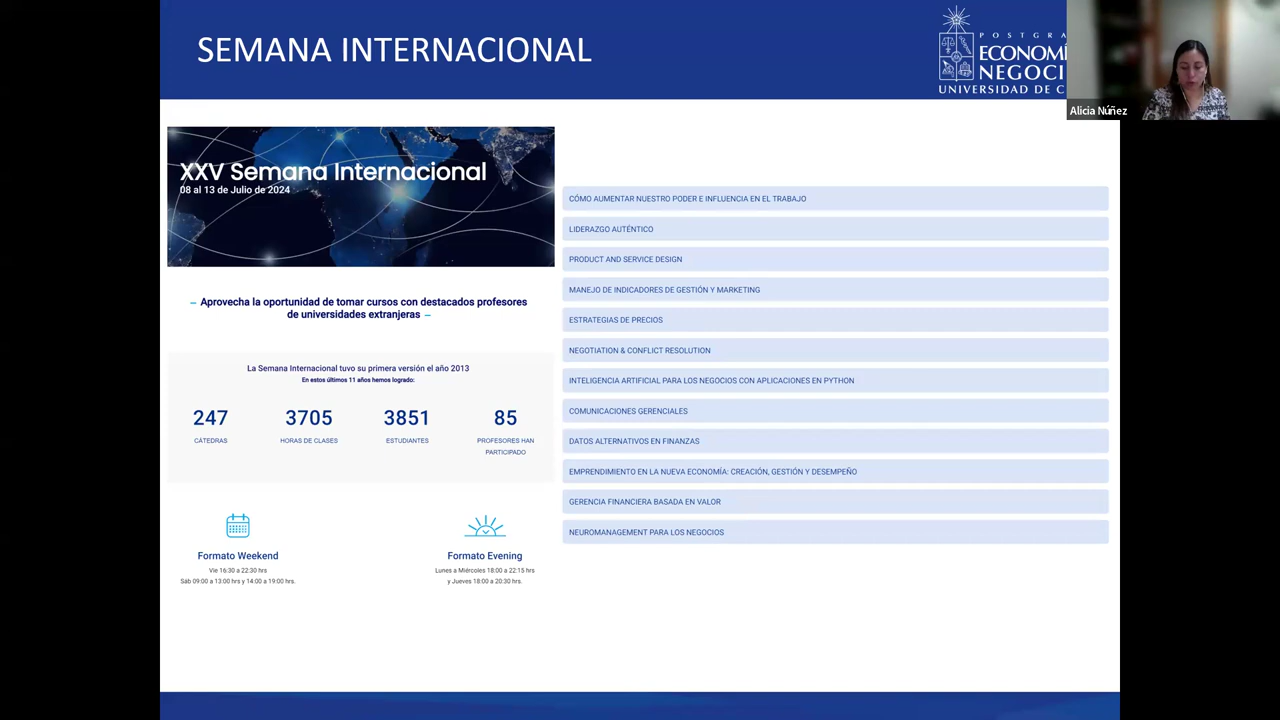 SEMANA INTERNACIONAL
POSTGRA
ECONOMÍ
NEGOCI
UNIVERSIDAD DE C
Alicia Núñez
XXV Semana Internacional
08 al 13 de Julio de 2024
– Aprovecha la oportunidad de tomar cursos con destacados profesores
de universidades extranjeras –
La Semana Internacional tuvo su primera versión el año 2013
En estos últimos 11 años hemos logrado:
247
3705
3851
85
CÁTEDRAS
HORAS DE CLASES
ESTUDIANTES
PROFESORES HAN
PARTICIPADO
Formato Weekend
Vie 16:30 a 22:30 hrs
Sáb 09:00 a 13:00 hrs y 14:00 a 19:00 hrs.
Formato Evening
Lunes a Miércoles 18:00 a 22:15 hrs
y Jueves 18:00 a 20:30 hrs.
CÓMO AUMENTAR NUESTRO PODER E INFLUENCIA EN EL TRABAJO
LIDERAZGO AUTÉNTICO
PRODUCT AND SERVICE DESIGN
MANEJO DE INDICADORES DE GESTIÓN Y MARKETING
ESTRATEGIAS DE PRECIOS
NEGOTIATION & CONFLICT RESOLUTION
INTELIGENCIA ARTIFICIAL PARA LOS NEGOCIOS CON APLICACIONES EN PYTHON
COMUNICACIONES GERENCIALES
DATOS ALTERNATIVOS EN FINANZAS
EMPRENDIMIENTO EN LA NUEVA ECONOMÍA: CREACIÓN, GESTIÓN Y DESEMPEÑO
GERENCIA FINANCIERA BASADA EN VALOR
NEUROMANAGEMENT PARA LOS NEGOCIOS